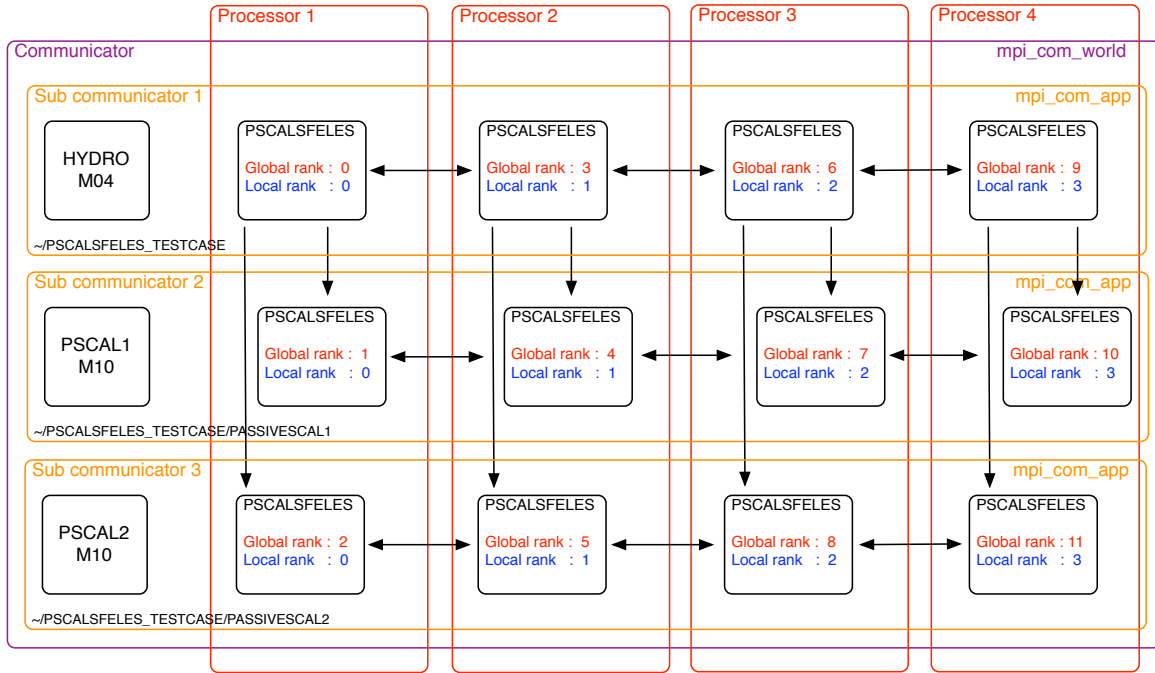 Processor 1
Processor 2
Processor 3
Processor 4
Communicator
mpi_com_world
Sub communicator 1
mpi_com_app
HYDRO
M04
PSCALSFELES
Global rank : 0
Local rank : 0
PSCALSFELES
Global rank : 3
Local rank : 1
PSCALSFELES
Global rank : 6
Local rank : 2
PSCALSFELES
Global rank : 9
Local rank : 3
~/PSCALSFELES_TESTCASE
Sub communicator 2
mpi_com_app
PSCAL1
M10
PSCALSFELES
Global rank : 1
Local rank : 0
PSCALSFELES
Global rank : 4
Local rank : 1
PSCALSFELES
Global rank : 7
Local rank : 2
PSCALSFELES
Global rank : 10
Local rank : 3
~/PSCALSFELES_TESTCASE/PASSIVESCAL1
Sub communicator 3
mpi_com_app
PSCAL2
M10
PSCALSFELES
Global rank : 2
Local rank : 0
PSCALSFELES
Global rank : 5
Local rank : 1
PSCALSFELES
Global rank : 8
Local rank : 2
PSCALSFELES
Global rank : 11
Local rank : 3
~/PSCALSFELES_TESTCASE/PASSIVESCAL2